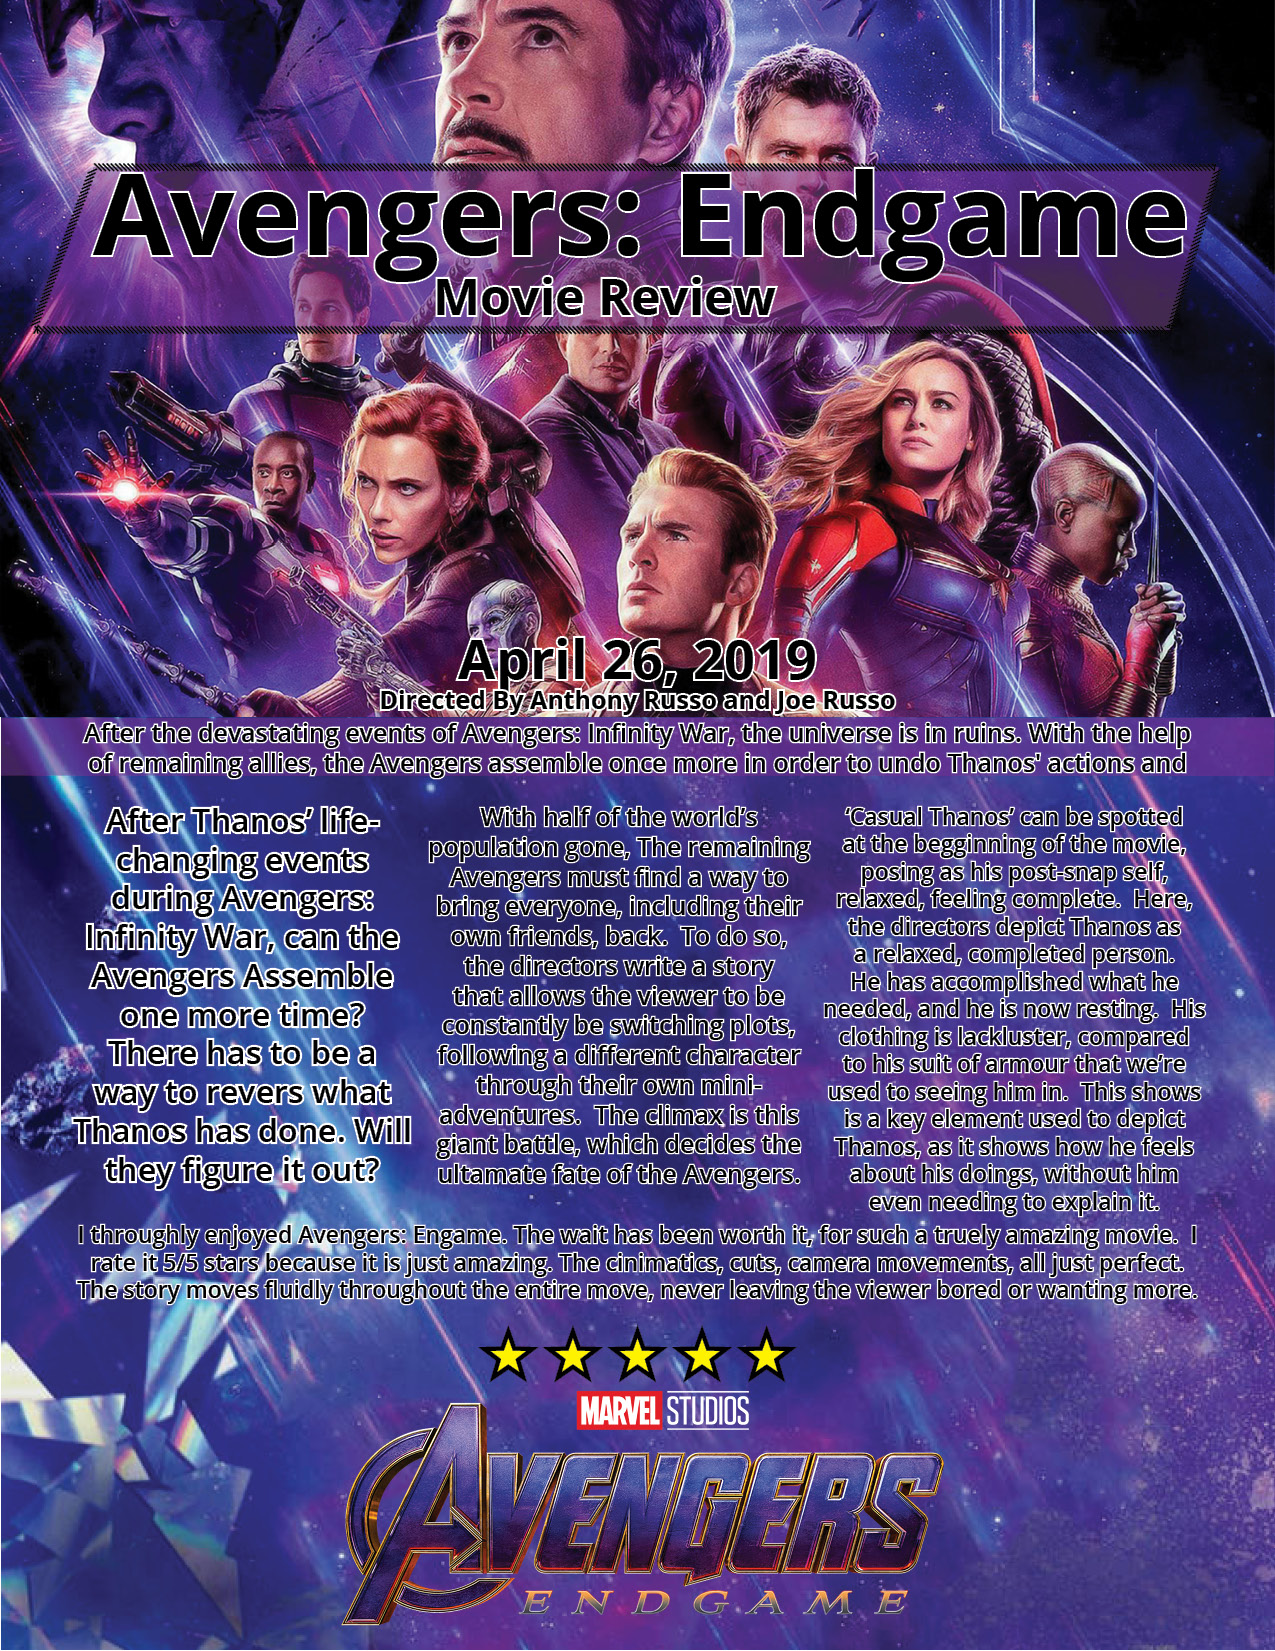 Avengers: Endgame
Movie Review
April 26, 2019
Directed By Anthony Russo and Joe Russo
After the devastating events of Avengers: Infinity War, the universe is in ruins. With the help
of remaining allies, the Avengers assemble once more in order to undo Thanos' actions and
After Thanos’ life-
changing events
during Avengers:
Infinity War, can the
Avengers Assemble
one more time?
There has to be a
way to revers what
Thanos has done. Will
they figure it out?
With half of the world’s
population gone, The remaining
Avengers must find a way to
bring everyone, including their
own friends, back.  To do so,
the directors write a story
that allows the viewer to be
constantly be switching plots,
following a different character
through their own mini-
adventures.  The climax is this
giant battle, which decides the
ultamate fate of the Avengers.
‘Casual Thanos’ can be spotted
at the begginning of the movie,
posing as his post-snap self,
relaxed, feeling complete.  Here,
the directors depict Thanos as
a relaxed, completed person.
He has accomplished what he
needed, and he is now resting.  His
clothing is lackluster, compared
to his suit of armour that we’re
used to seeing him in.  This shows
is a key element used to depict
Thanos, as it shows how he feels
about his doings, without him
even needing to explain it.
I throughly enjoyed Avengers: Engame. The wait has been worth it, for such a truely amazing movie.  I
rate it 5/5 stars because it is just amazing. The cinimatics, cuts, camera movements, all just perfect.
The story moves fluidly throughout the entire move, never leaving the viewer bored or wanting more.
MARVEL STUDIOS
AVENGERS
ENDGAME